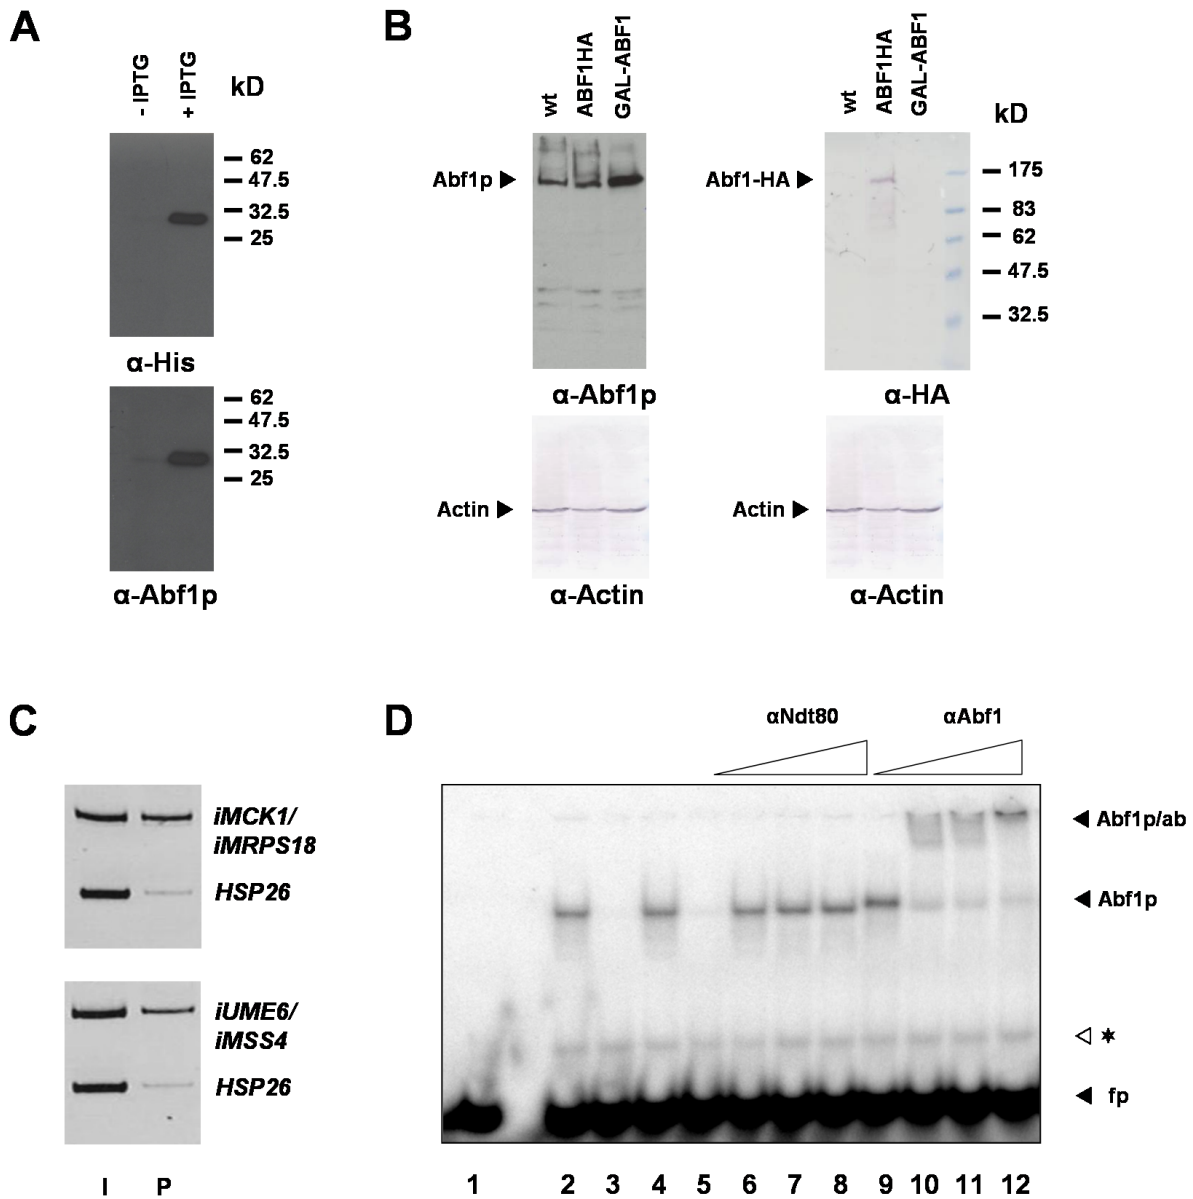 A
- IPTG
+ IPTG
kD
62
47.5
32.5
25
α-His
62
47.5
32.5
25
α-Abf1p
B
wt
ABF1HA
GAL-ABF1
Abf1p
α-Abf1p
Actin
α-Actin
wt
ABF1HA
GAL-ABF1
kD
Abf1-HA
175
83
62
47.5
32.5
α-HA
Actin
α-Actin
C
iMCK1/
iMRPS18
HSP26
iUME6/
iMSS4
HSP26
I P
D
αNdt80 αAbf1
Abf1p/ab
Abf1p
*
fp
1 2 3 4 5 6 7 8 9 10 11 12